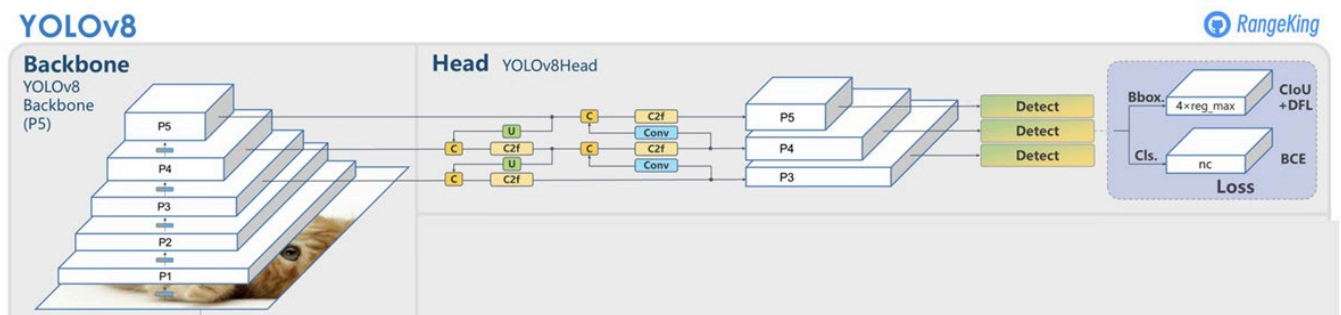 YOLOv8
RangeKing
Backbone
YOLOv8
Backbone
(P5)
P5
P4
P3
P2
P1
Head YOLOv8Head
C C2f
U Conv
C C2f C C2f
U Conv
C C2f
P5
P4
P3
Detect
Detect
Detect
Bbox. 4×reg_max CIoU
+DFL
Cls. nc BCE
Loss